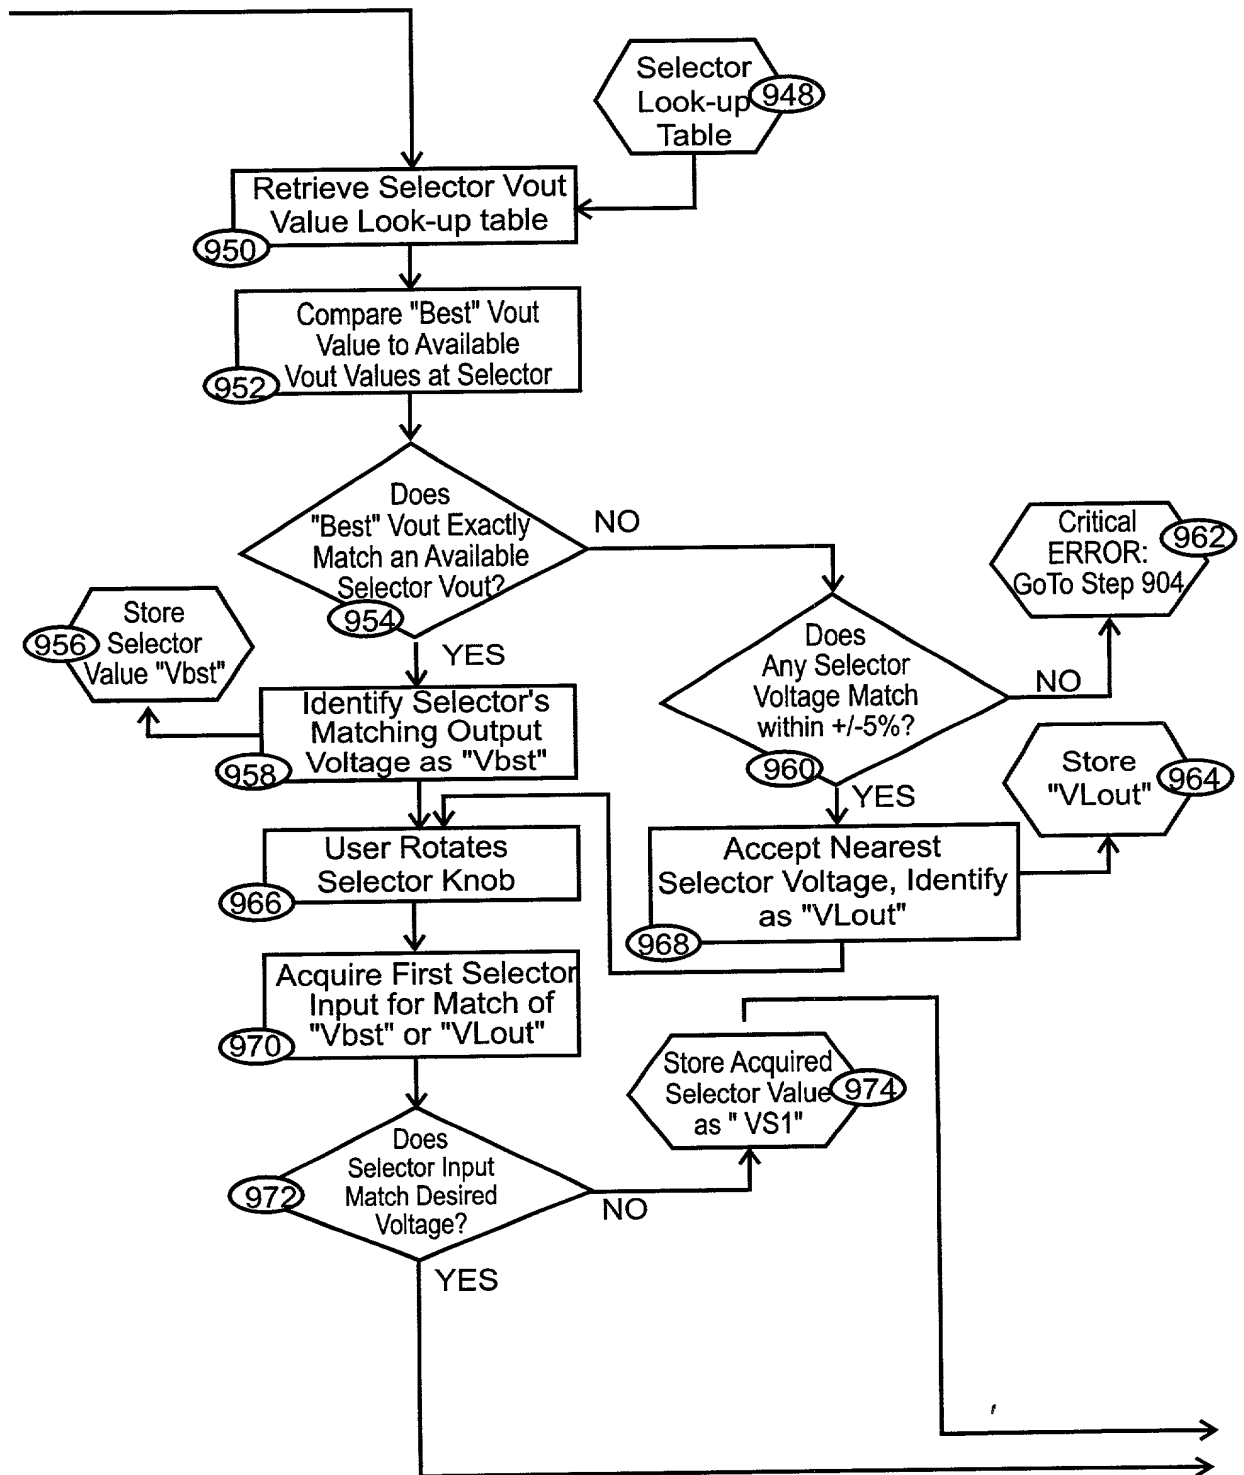 Selector
Look-up
Table
948
Retrieve Selector Vout
Value Look-up table
950
Compare "Best" Vout
Value to Available
Vout Values at Selector
952
Does
"Best" Vout Exactly
Match an Available
Selector Vout?
954
NO
YES
Critical
ERROR:
GoTo Step 904
962
Store
Selector
Value "Vbst"
956
Does
Any Selector
Voltage Match
within +/-5%?
960
NO
YES
Identify Selector's
Matching Output
Voltage as "Vbst"
958
Store
"VLout"
964
User Rotates
Selector Knob
966
Accept Nearest
Selector Voltage, Identify
as "VLout"
968
Acquire First Selector
Input for Match of
"Vbst" or "VLout"
970
Store Acquired
Selector Value
as " VS1"
974
Does
Selector Input
Match Desired
Voltage?
972
NO
YES